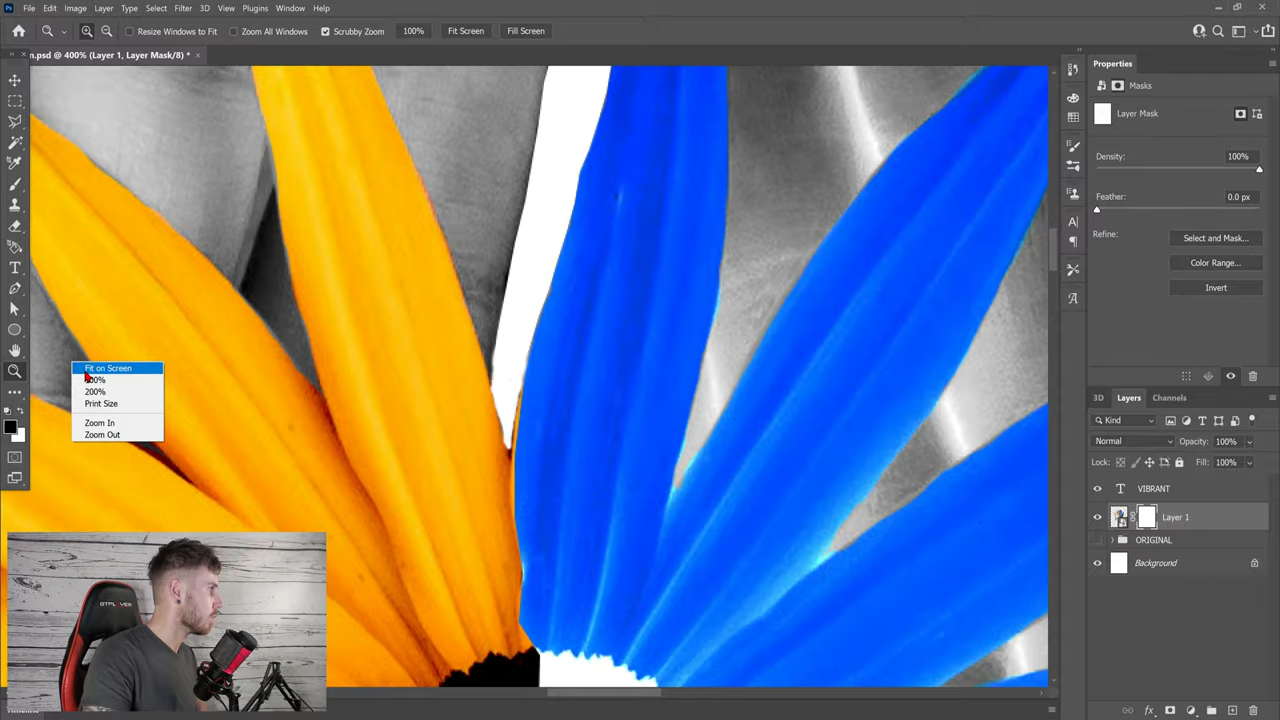 Ps File Edit Image Layer Type Select Filter 3D View Plugins Window Help
Resize Windows to Fit Zoom All Windows Scrubby Zoom 100% Fit Screen Fill Screen
n.psd @ 400% (Layer 1, Layer Mask/8) * ×
Properties
Masks
Layer Mask
Density: 100%
Feather: 0.0 px
Refine: Select and Mask...
Color Range...
Invert
Fit on Screen
100%
200%
Print Size
Zoom In
Zoom Out
3D Layers Channels
Kind
Normal Opacity: 100%
Lock: Fill: 100%
VIBRANT
Layer 1
ORIGINAL
Background
GTPLAYER